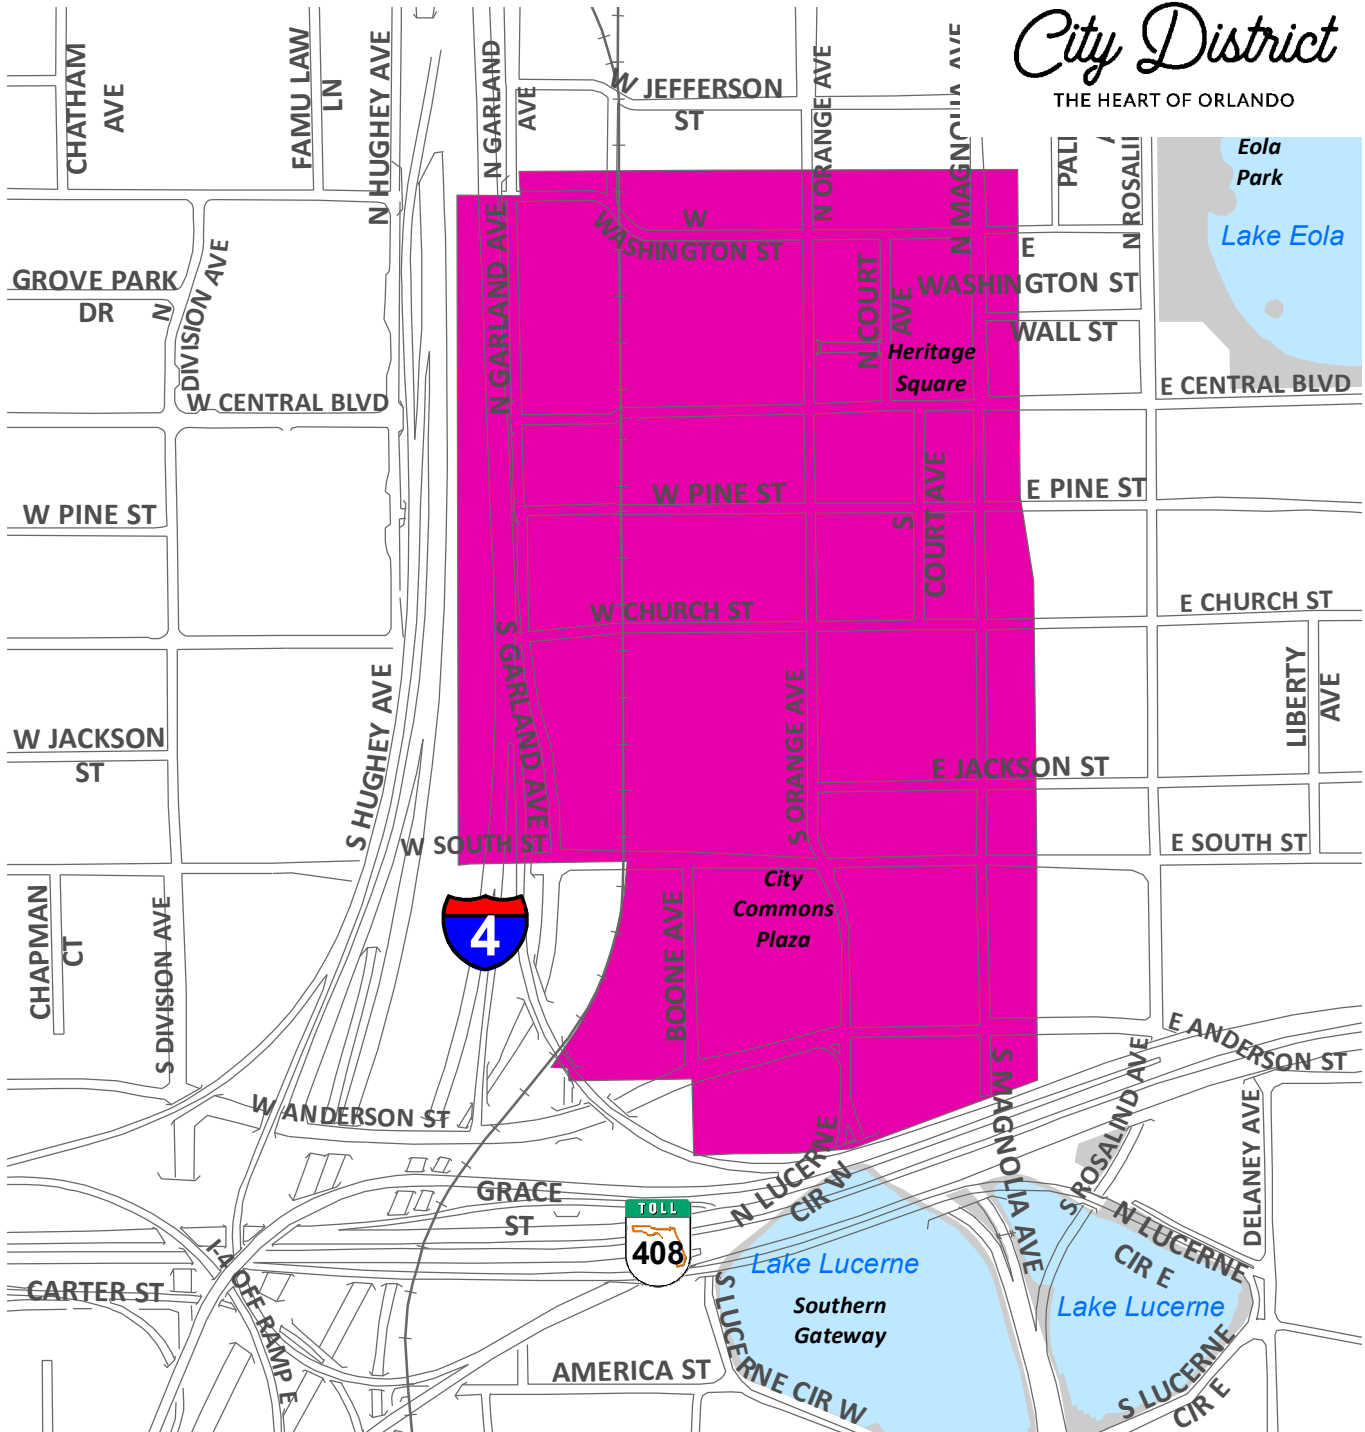 City District
THE HEART OF ORLANDO
CHATHAM
AVE
FAMU LAW
LN
N HUGHEY AVE
N GARLAND
AVE
W JEFFERSON
ST
N ORANGE AVE
N MAGNOLIA AVE
N ROSALI
Eola
Park
Lake Eola
W
WASHINGTON ST
E
WASHINGTON ST
WALL ST
N COURT
AVE
Heritage
Square
GROVE PARK
DR
N
DIVISION AVE
N GARLAND AVE
W CENTRAL BLVD
E CENTRAL BLVD
W PINE ST
W PINE ST
E PINE ST
S
COURT AVE
W CHURCH ST
E CHURCH ST
S GARLAND AVE
S HUGHEY AVE
S ORANGE AVE
LIBERTY
AVE
W JACKSON
ST
E JACKSON ST
W SOUTH ST
E SOUTH ST
City
Commons
Plaza
4
CHAPMAN
CT
S DIVISION AVE
BOONE AVE
W ANDERSON ST
E ANDERSON ST
S MAGNOLIA AVE
S ROSALIND AVE
DELANEY AVE
GRACE
ST
TOLL
408
N LUCERNE
CIR W
N LUCERNE
CIR E
Lake Lucerne
Southern
Gateway
Lake Lucerne
CARTER ST
I-4 OFF RAMP E
AMERICA ST
S LUCERNE CIR W
S LUCERNE
CIR E